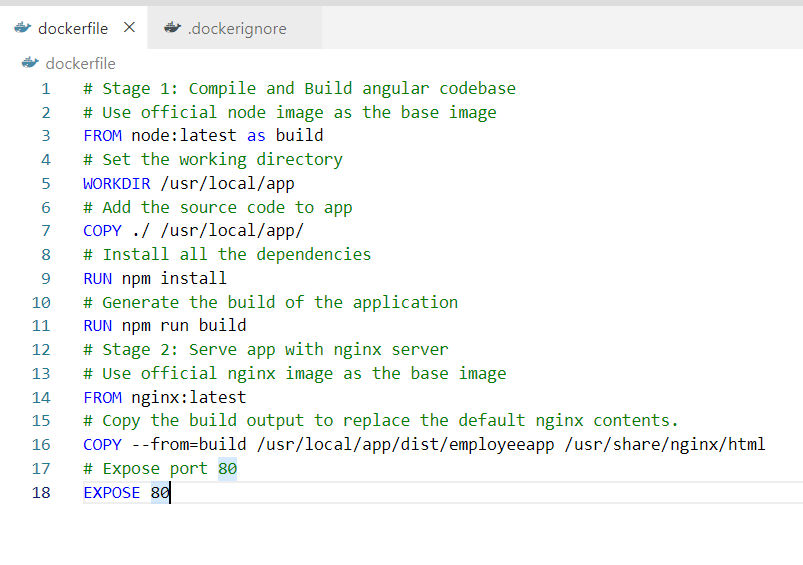 dockerfile
.dockerignore
dockerfile
1 # Stage 1: Compile and Build angular codebase
2 # Use official node image as the base image
3 FROM node:latest as build
4 # Set the working directory
5 WORKDIR /usr/local/app
6 # Add the source code to app
7 COPY ./ /usr/local/app/
8 # Install all the dependencies
9 RUN npm install
10 # Generate the build of the application
11 RUN npm run build
12 # Stage 2: Serve app with nginx server
13 # Use official nginx image as the base image
14 FROM nginx:latest
15 # Copy the build output to replace the default nginx contents.
16 COPY --from=build /usr/local/app/dist/employeeapp /usr/share/nginx/html
17 # Expose port 80
18 EXPOSE 80